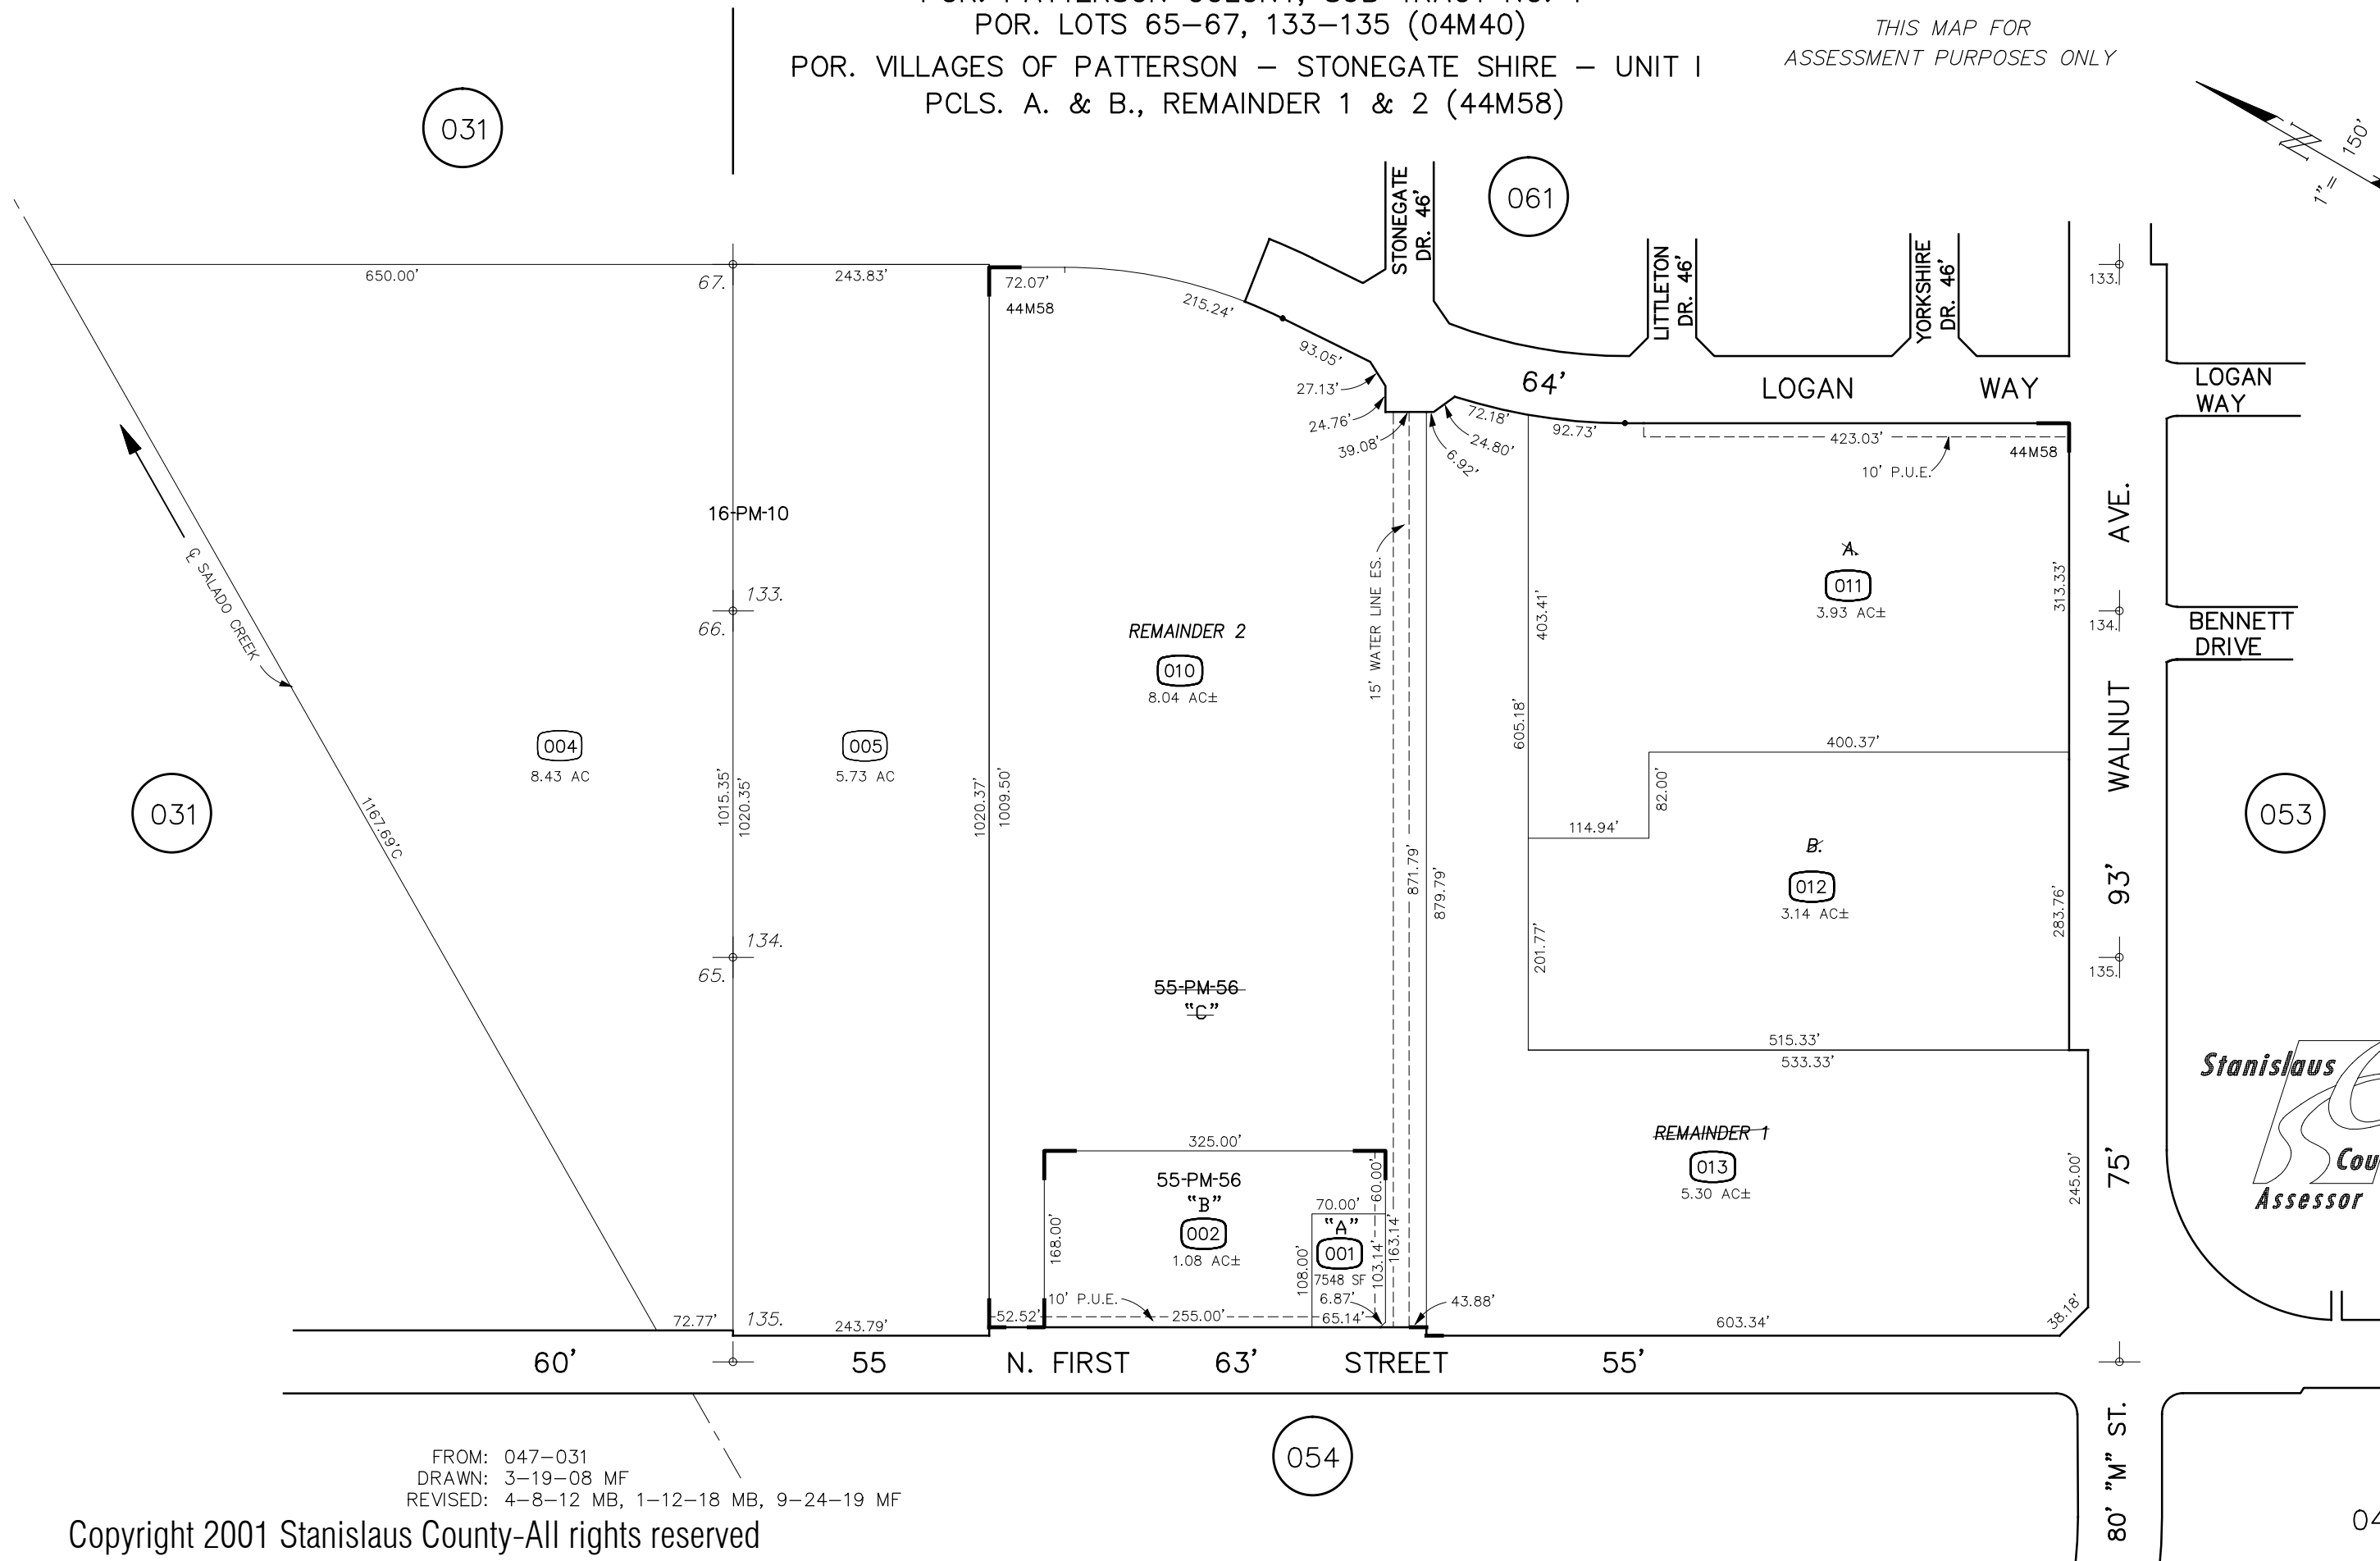 POR. LOTS 65–67, 133–135 (04M40)
POR. VILLAGES OF PATTERSON – STONEGATE SHIRE – UNIT I
PCLS. A. & B., REMAINDER 1 & 2 (44M58)
THIS MAP FOR
ASSESSMENT PURPOSES ONLY
N
1" = 150'
031
061
STONEGATE
DR. 46'
LITTLETON
DR. 46'
YORKSHIRE
DR. 46'
133.
650.00'
67.
243.83'
72.07'
44M58
215.24'
93.05'
27.13'
24.76'
39.08'
6.92'
24.80'
72.18'
92.73'
64'
LOGAN WAY
LOGAN
WAY
423.03'
10' P.U.E.
44M58
℄ SALADO CREEK
16-PM-10
133.
66.
REMAINDER 2
010
8.04 AC±
15' WATER LINE ES.
403.41'
605.18'
A.
011
3.93 AC±
313.33'
134.
WALNUT AVE.
BENNETT
DRIVE
004
8.43 AC
005
5.73 AC
031
1167.69'C
1015.35'
1020.35'
1020.37'
1009.50'
871.79'
879.79'
400.37'
82.00'
114.94'
B.
012
3.14 AC±
201.77'
283.76'
93'
053
134.
65.
135.
55-PM-56
"C"
515.33'
533.33'
REMAINDER 1
013
5.30 AC±
245.00'
75'
Stanislaus
Cou
Assessor
325.00'
55-PM-56
"B"
002
1.08 AC±
168.00'
70.00'
60.00'
"A"
001
7548 SF
108.00'
103.14'
163.14'
6.87'
43.88'
10' P.U.E.
72.77'
135.
243.79'
52.52'
255.00'
65.14'
603.34'
38.18'
60'
55
N. FIRST
63'
STREET
55'
80' "M" ST.
054
04
FROM: 047–031
DRAWN: 3–19–08 MF
REVISED: 4–8–12 MB, 1–12–18 MB, 9–24–19 MF
Copyright 2001 Stanislaus County-All rights reserved